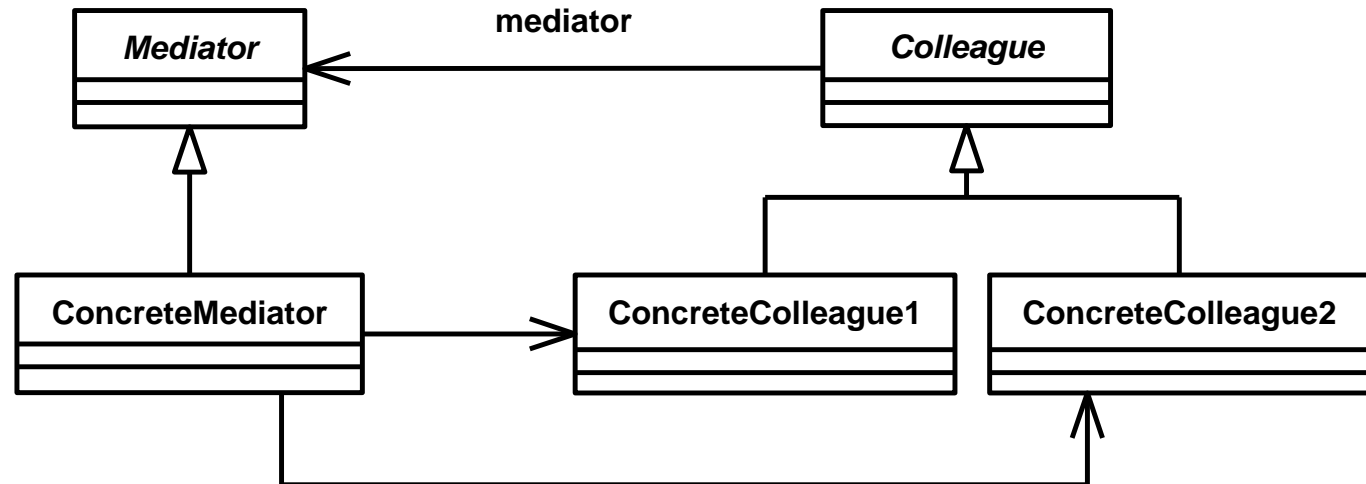 mediator
Mediator
Colleague
ConcreteMediator
ConcreteColleague1
ConcreteColleague2